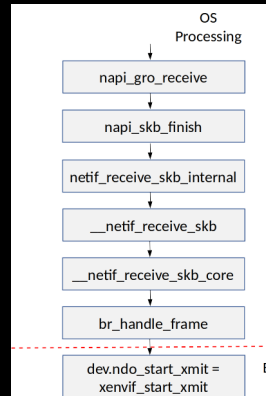 OS
Processing
napi_gro_receive
napi_skb_finish
netif_receive_skb_internal
__netif_receive_skb
__netif_receive_skb_core
br_handle_frame
dev.ndo_start_xmit =
xenvif_start_xmit